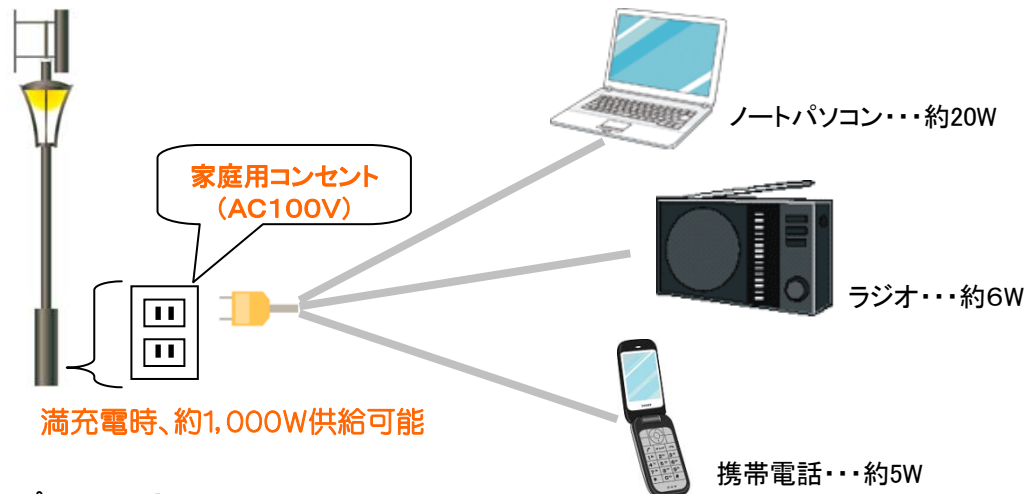 ノートパソコン・・・約20W
家庭用コンセント
（AC100V）
ラジオ・・・約6W
満充電時、約1,000W供給可能
携帯電話・・・約5W